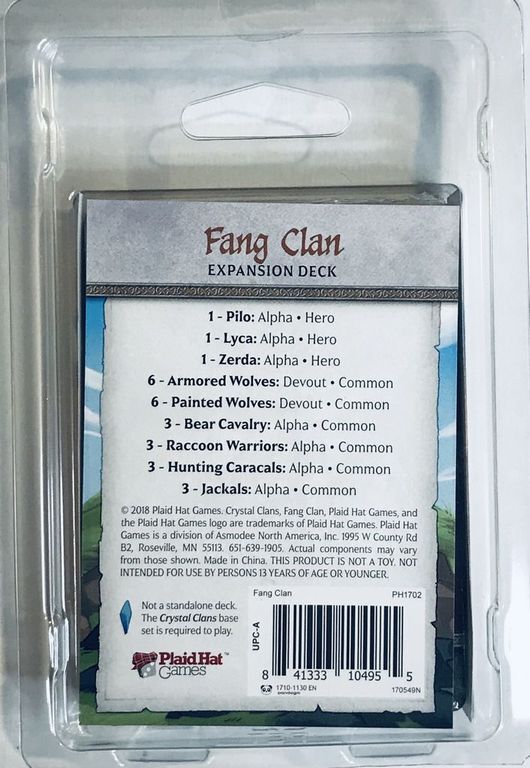 Fang Clan
EXPANSION DECK
1 - Pilo: Alpha • Hero
1 - Lyca: Alpha • Hero
1 - Zerda: Alpha • Hero
6 - Armored Wolves: Devout • Common
6 - Painted Wolves: Devout • Common
3 - Bear Cavalry: Alpha • Common
3 - Raccoon Warriors: Alpha • Common
3 - Hunting Caracals: Alpha • Common
3 - Jackals: Alpha • Common
© 2018 Plaid Hat Games. Crystal Clans, Fang Clan, Plaid Hat Games, and
the Plaid Hat Games logo are trademarks of Plaid Hat Games. Plaid Hat
Games is a division of Asmodee North America, Inc. 1995 W County Rd
B2, Roseville, MN 55113. 651-639-1905. Actual components may vary
from those shown. Made in China. THIS PRODUCT IS NOT A TOY. NOT
INTENDED FOR USE BY PERSONS 13 YEARS OF AGE OR YOUNGER.
Not a standalone deck.
The Crystal Clans base
set is required to play.
Plaid Hat™
Games
Fang Clan PH1702
UPC-A
8 41333 10495 5
1710-1130 EN 170549N